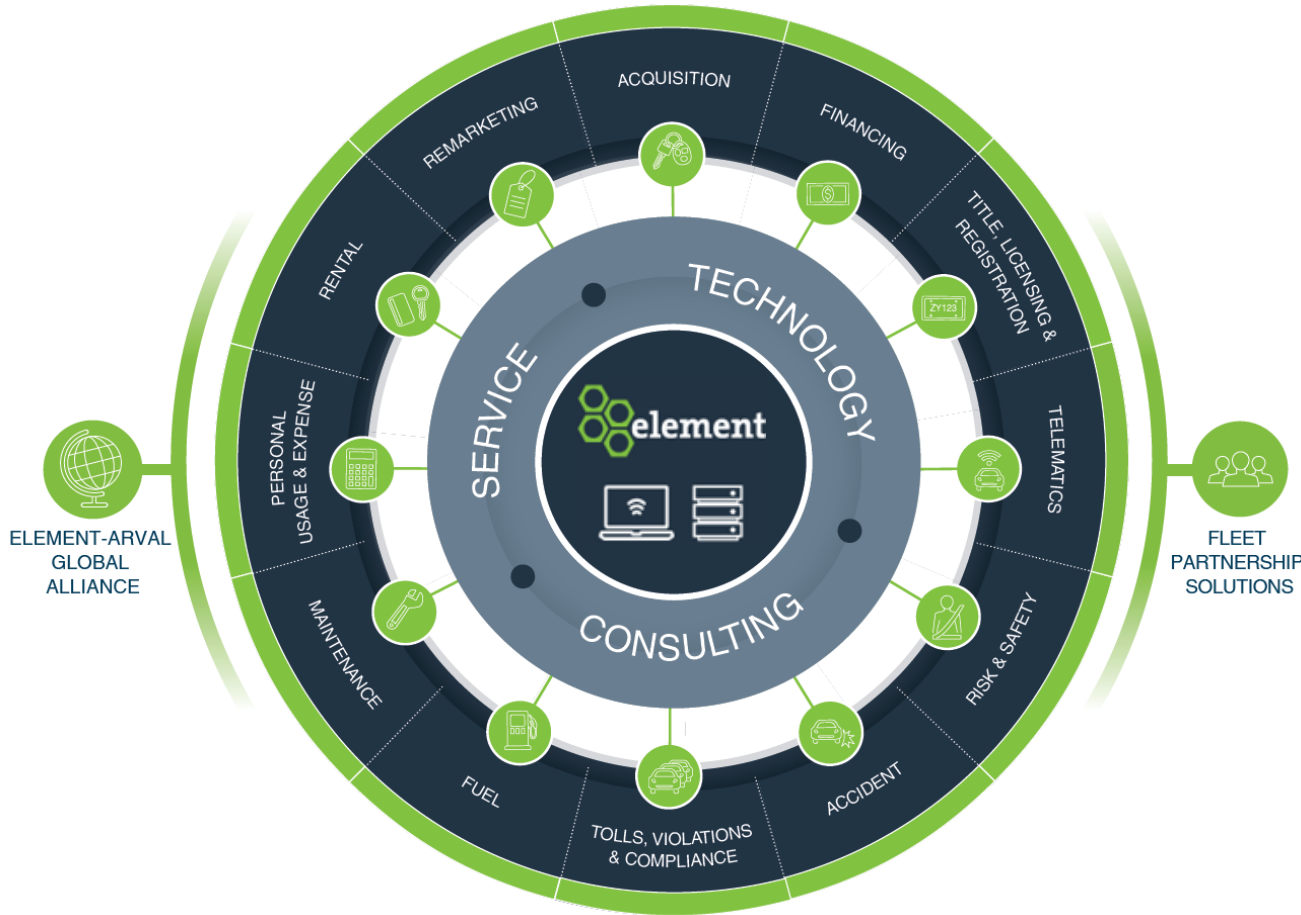 ACQUISITION
FINANCING
TITLE, LICENSING &
REGISTRATION
TELEMATICS
RISK & SAFETY
ACCIDENT
TOLLS, VIOLATIONS
& COMPLIANCE
FUEL
MAINTENANCE
PERSONAL
USAGE & EXPENSE
RENTAL
REMARKETING
$
ZY123
TECHNOLOGY
CONSULTING
SERVICE
element
ELEMENT-ARVAL
GLOBAL
ALLIANCE
FLEET
PARTNERSHIP
SOLUTIONS